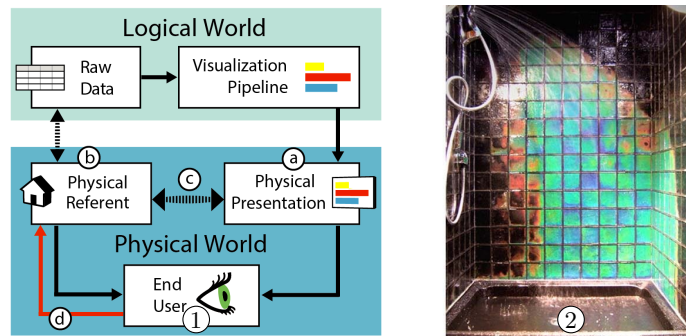 Logical World
Raw
Data
Visualization
Pipeline
b
a
c
Physical
Referent
Physical
Presentation
Physical World
End
User
1
d
2